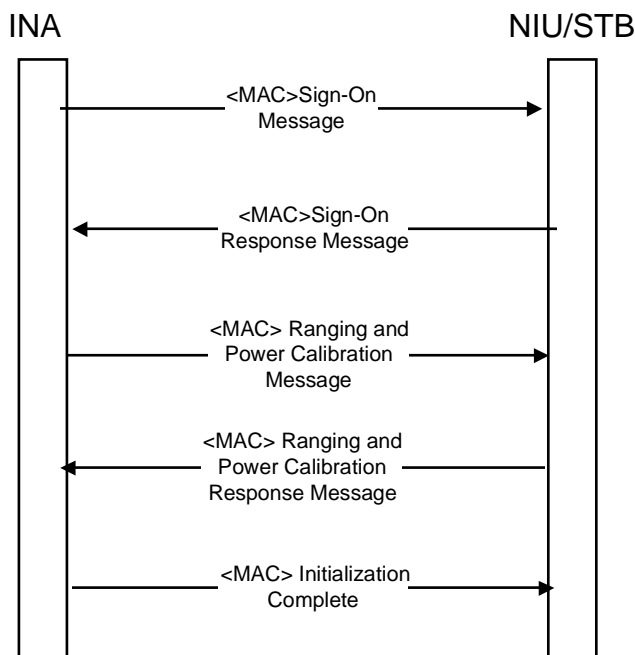 INA
NIU/STB
<MAC>Sign-On
Message
<MAC>Sign-On
Response Message
<MAC> Ranging and
Power Calibration
Message
<MAC> Ranging and
Power Calibration
Response Message
<MAC> Initialization
Complete